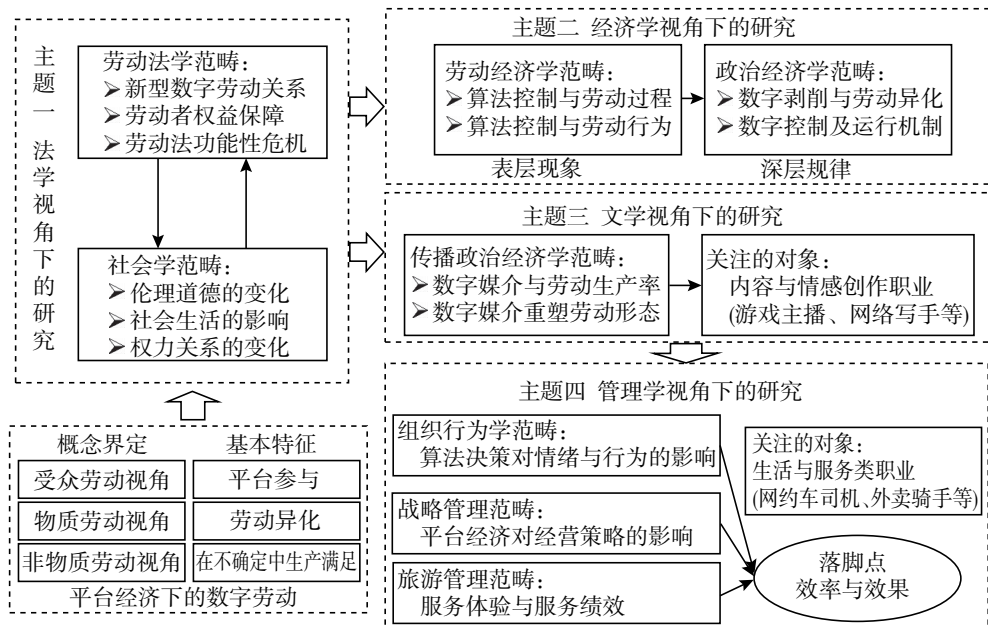 主题一 法学视角下的研究
劳动法学范畴：
➢新型数字劳动关系
➢劳动者权益保障
➢劳动法功能性危机
社会学范畴：
➢伦理道德的变化
➢社会生活的影响
➢权力关系的变化
概念界定
基本特征
受众劳动视角
平台参与
物质劳动视角
劳动异化
非物质劳动视角
在不确定中生产满足
平台经济下的数字劳动
主题二 经济学视角下的研究
劳动经济学范畴：
➢算法控制与劳动过程
➢算法控制与劳动行为
表层现象
政治经济学范畴：
➢数字剥削与劳动异化
➢数字控制及运行机制
深层规律
主题三 文学视角下的研究
传播政治经济学范畴：
➢数字媒介与劳动生产率
➢数字媒介重塑劳动形态
关注的对象：
内容与情感创作职业
(游戏主播、网络写手等)
主题四 管理学视角下的研究
组织行为学范畴：
算法决策对情绪与行为的影响
战略管理范畴：
平台经济对经营策略的影响
旅游管理范畴：
服务体验与服务绩效
关注的对象：
生活与服务类职业
(网约车司机、外卖骑手等)
落脚点
效率与效果